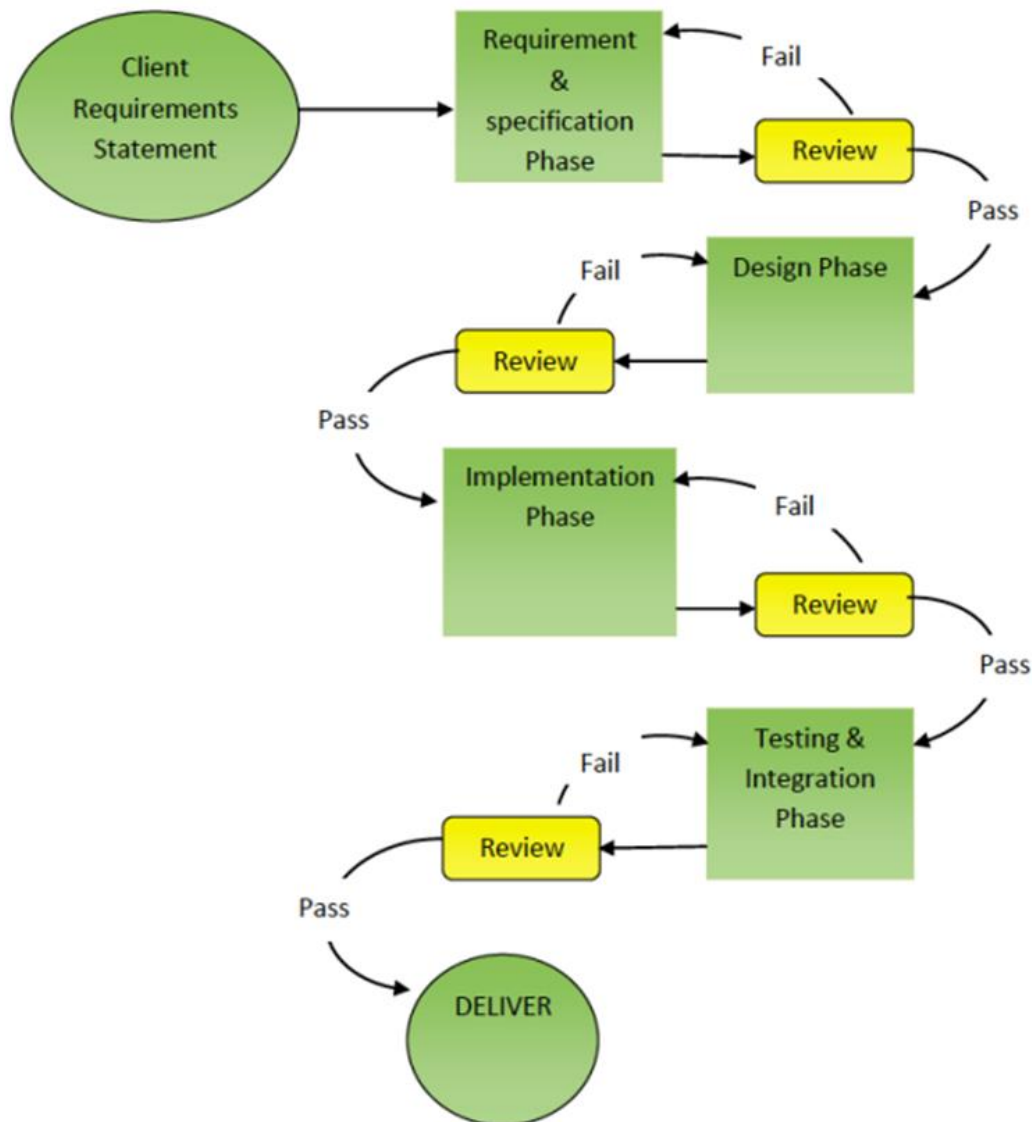 Client
Requirements
Statement
Requirement
&
specification
Phase
Fail
Review
Pass
Design Phase
Fail
Review
Pass
Implementation
Phase
Fail
Review
Pass
Testing &
Integration
Phase
Fail
Review
Pass
DELIVER